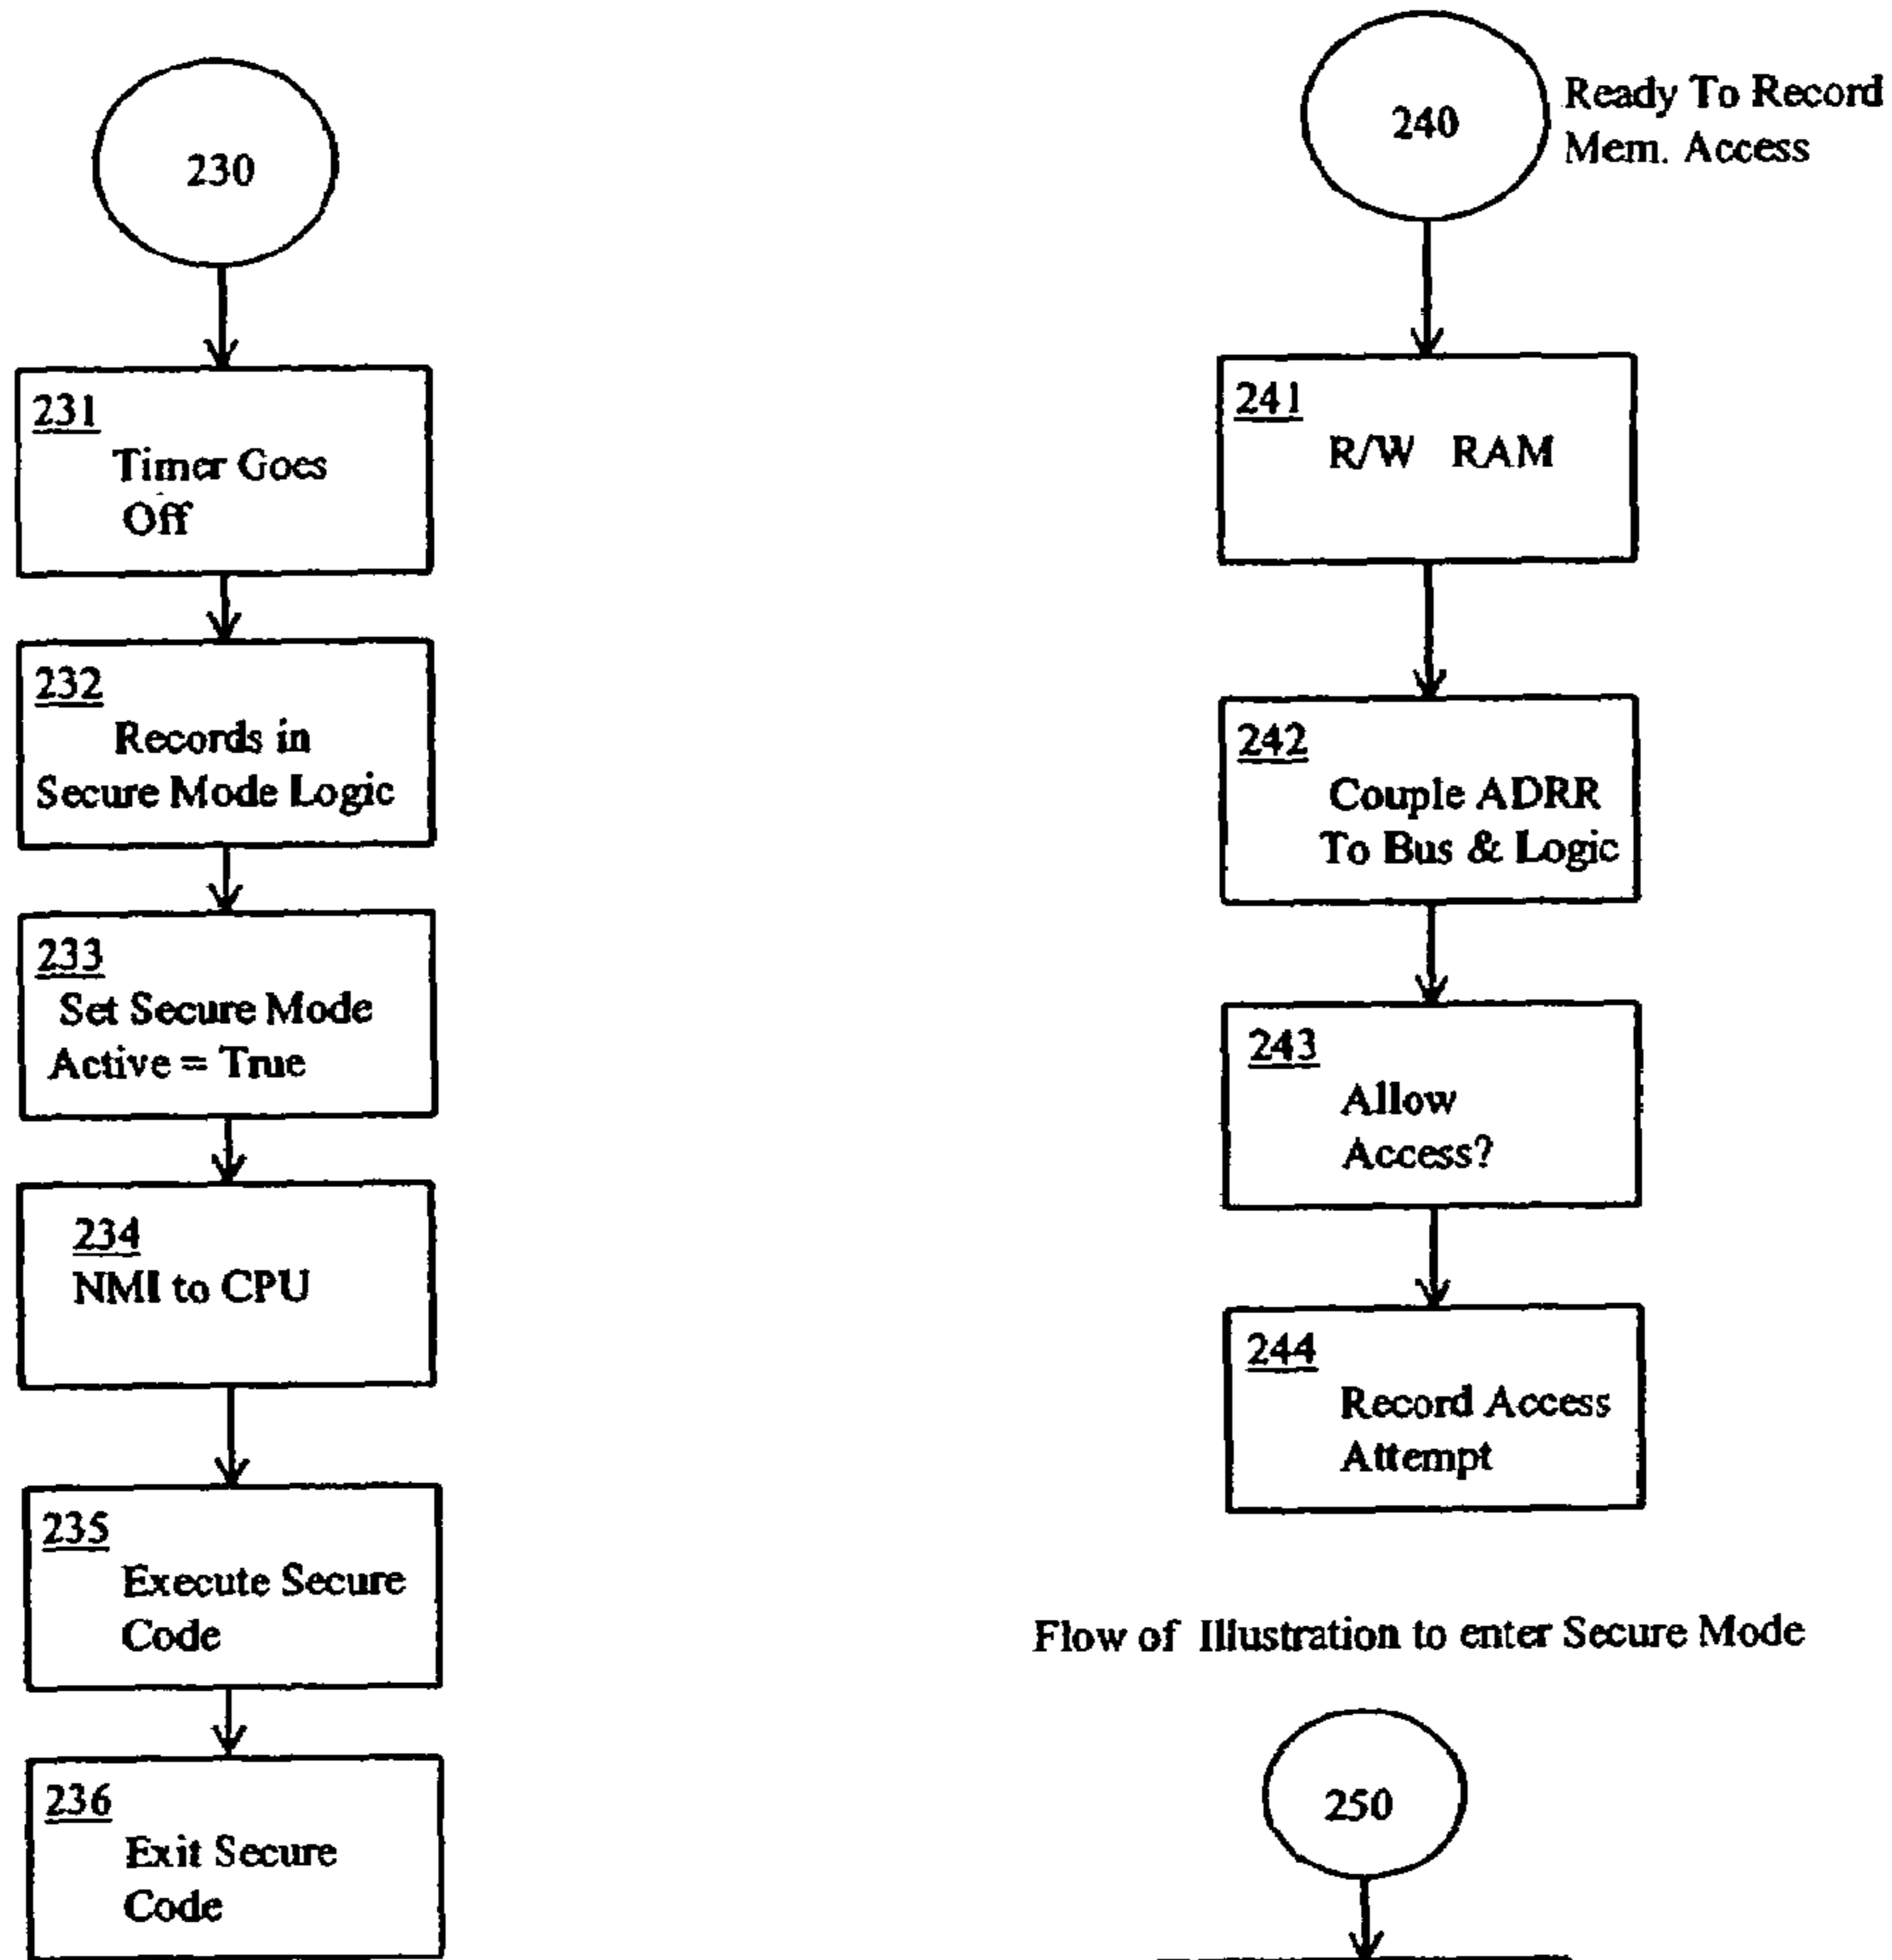 230
231
Timer Goes
Off
232
Records in
Secure Mode Logic
233
Set Secure Mode
Active = True
234
NMI to CPU
235
Execute Secure
Code
236
Exit Secure
Code
240
Ready To Record
Mem. Access
241
R/W RAM
242
Couple ADRR
To Bus & Logic
243
Allow
Access?
244
Record Access
Attempt
Flow of Illustration to enter Secure Mode
250